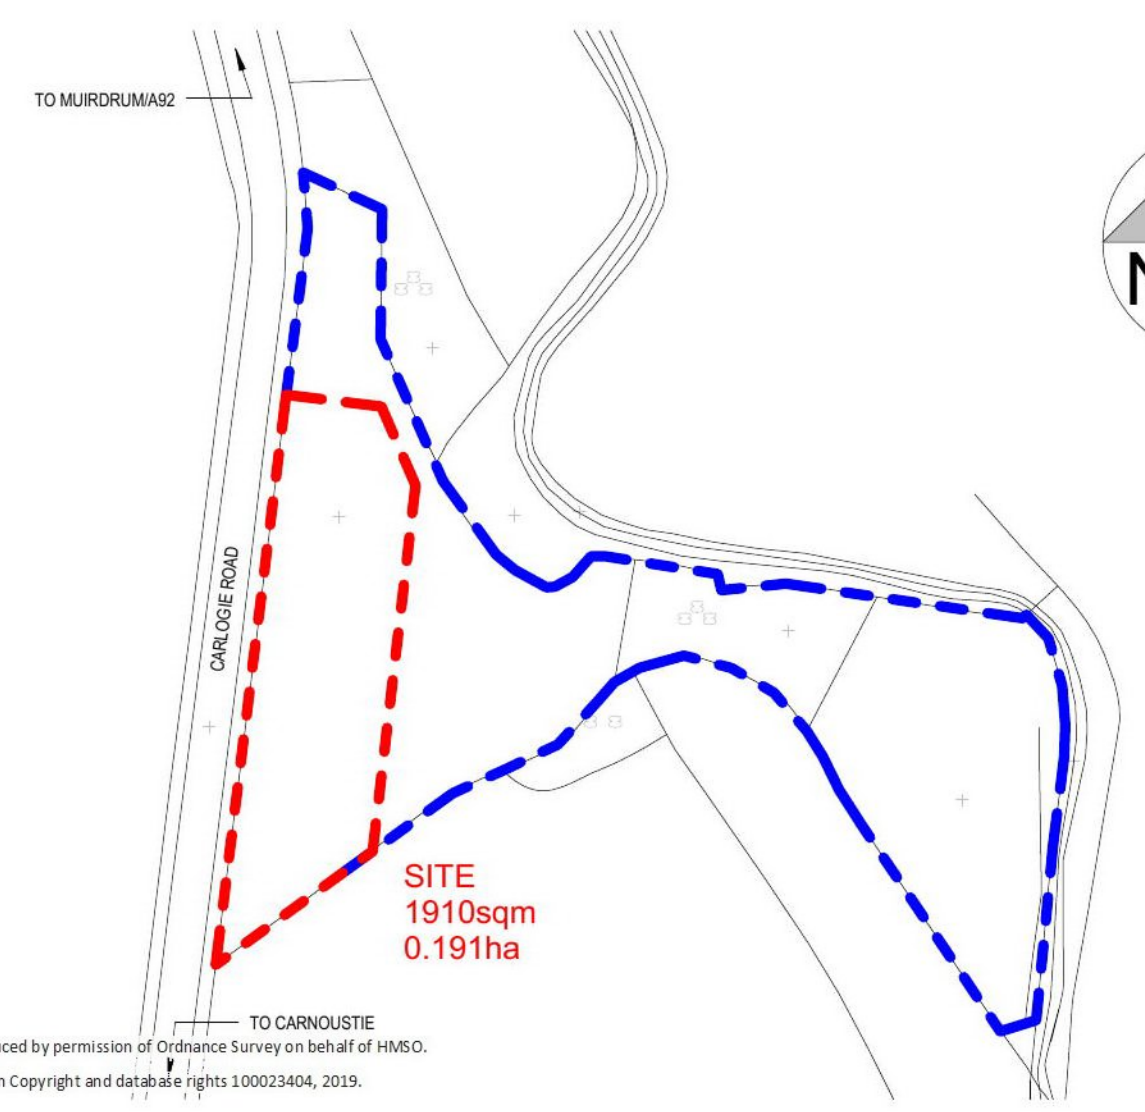 TO MUIRDRUM/A92
N
CARLOGIE ROAD
SITE
1910sqm
0.191ha
TO CARNOUSTIE
by permission of Ordnance Survey on behalf of HMSO.
Copyright and database rights 100023404, 2019.